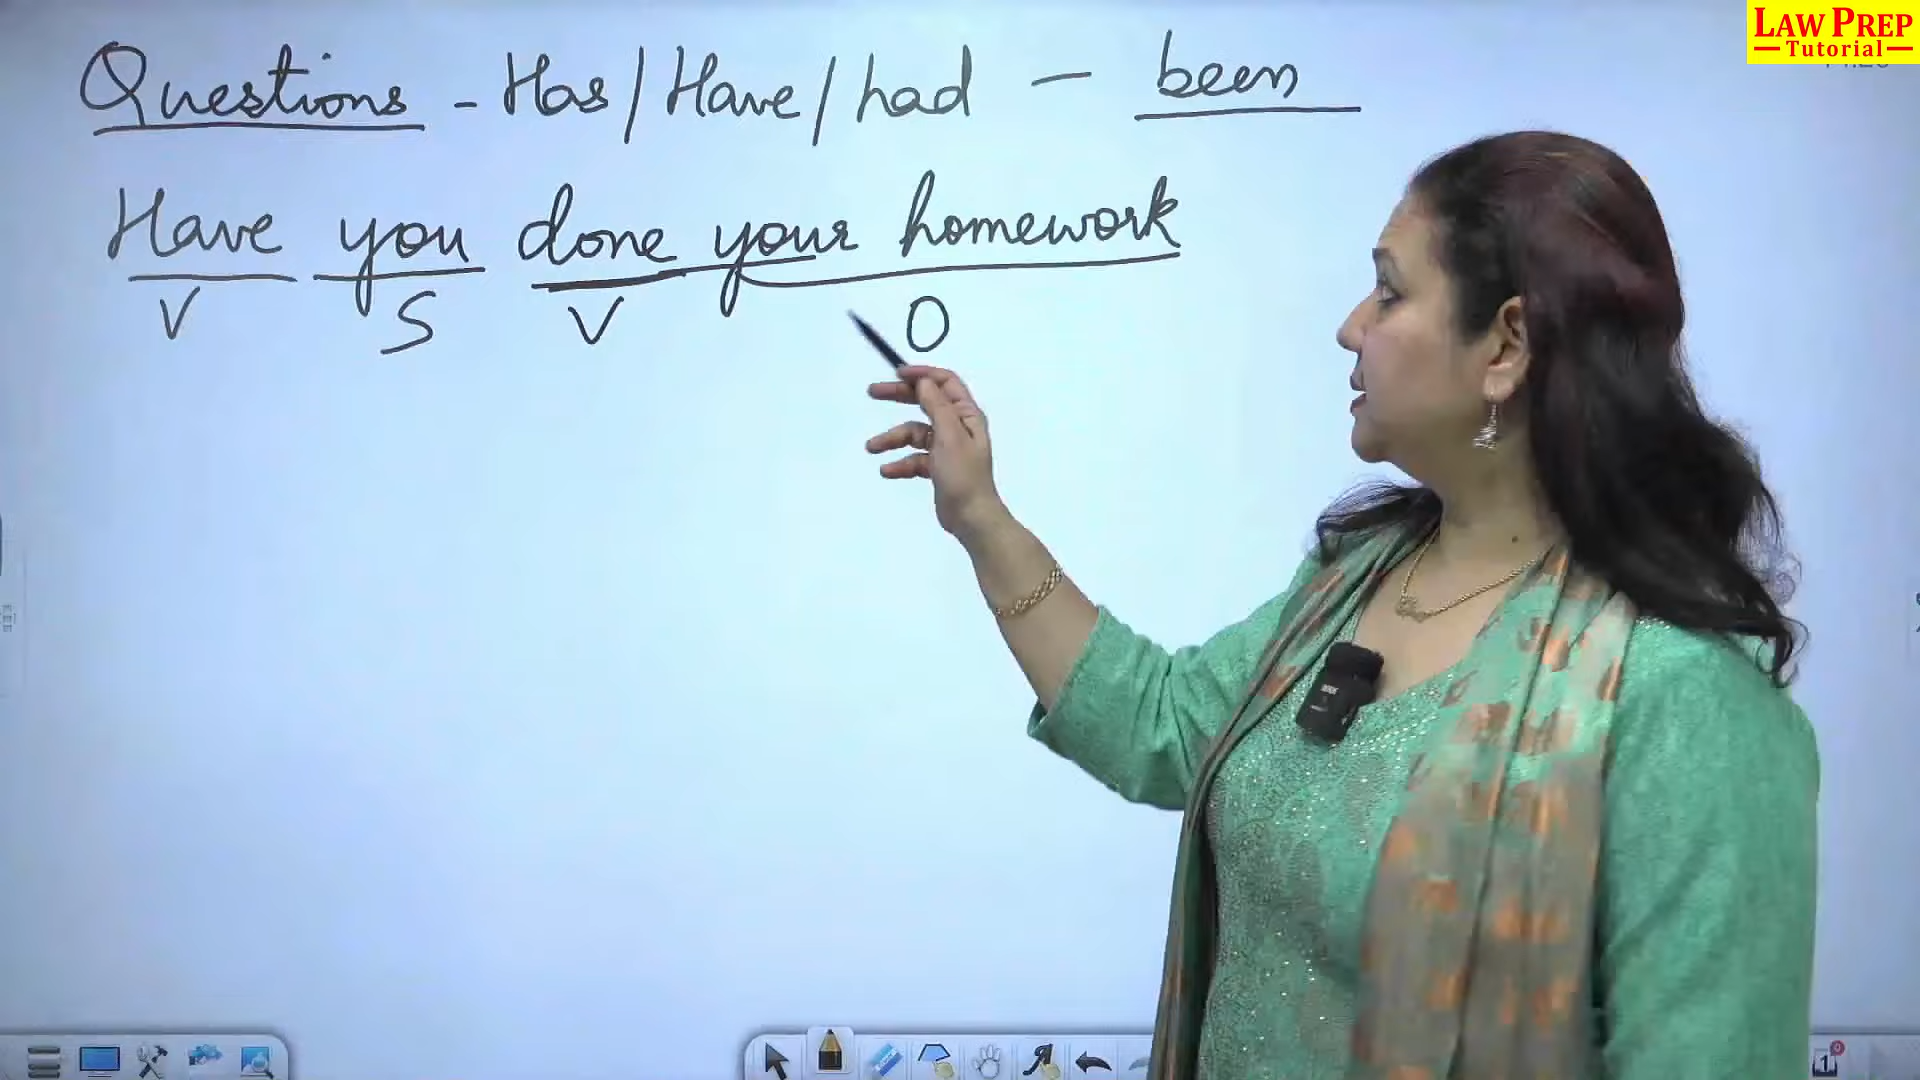 LAW PREP
Tutorial
Questions - Has/Have/had - been
Have you done your homework
V S V O